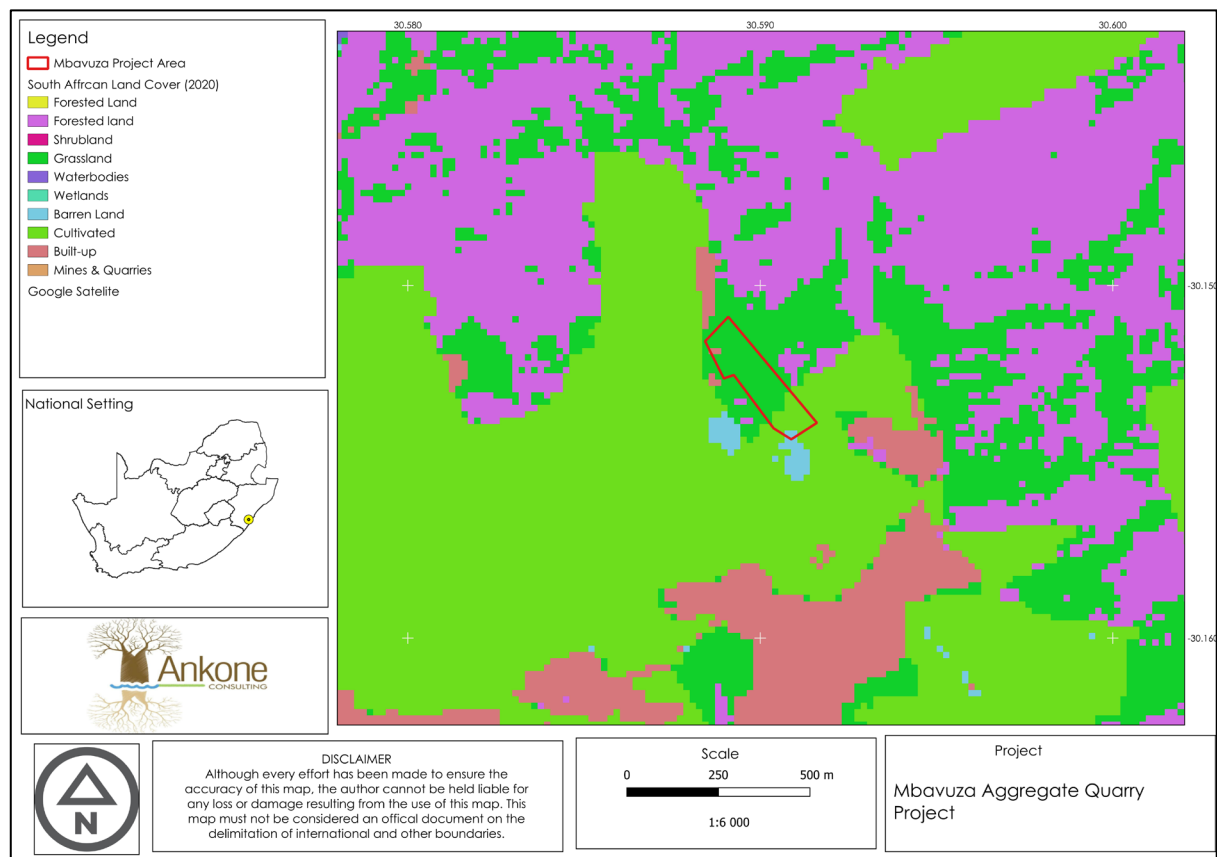 Legend
Mbavuza Project Area
South Affrcan Land Cover (2020)
Forested Land
Forested land
Shrubland
Grassland
Waterbodies
Wetlands
Barren Land
Cultivated
Built-up
Mines & Quarries
Google Satelite
National Setting
Ankone
CONSULTING
30.580
30.590
30.600
-30.150
-30.160
N
DISCLAIMER
Although every effort has been made to ensure the
accuracy of this map, the author cannot be held liable for
any loss or damage resulting from the use of this map. This
map must not be considered an offical document on the
delimitation of international and other boundaries.
Scale
0 250 500 m
1:6 000
Project
Mbavuza Aggregate Quarry
Project